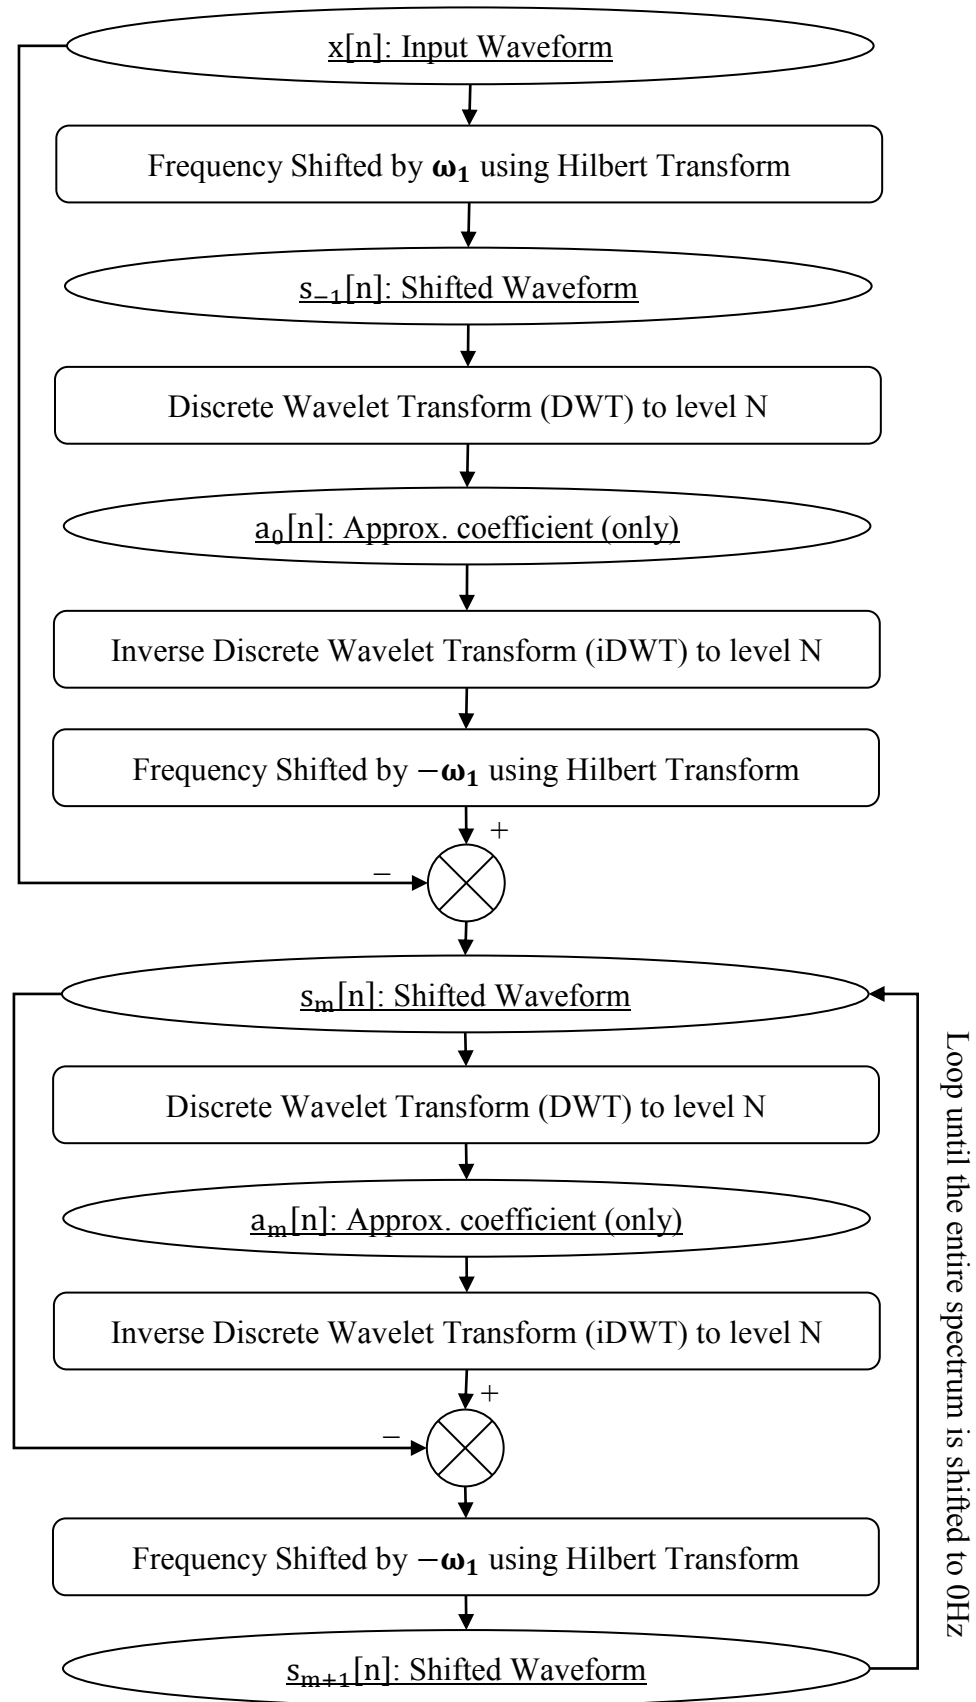 x[n]: Input Waveform
Frequency Shifted by ω₁ using Hilbert Transform
s₋₁[n]: Shifted Waveform
Discrete Wavelet Transform (DWT) to level N
a₀[n]: Approx. coefficient (only)
Inverse Discrete Wavelet Transform (iDWT) to level N
Frequency Shifted by −ω₁ using Hilbert Transform
+
−
sₘ[n]: Shifted Waveform
Discrete Wavelet Transform (DWT) to level N
aₘ[n]: Approx. coefficient (only)
Inverse Discrete Wavelet Transform (iDWT) to level N
+
−
Frequency Shifted by −ω₁ using Hilbert Transform
sₘ₊₁[n]: Shifted Waveform
Loop until the entire spectrum is shifted to 0Hz